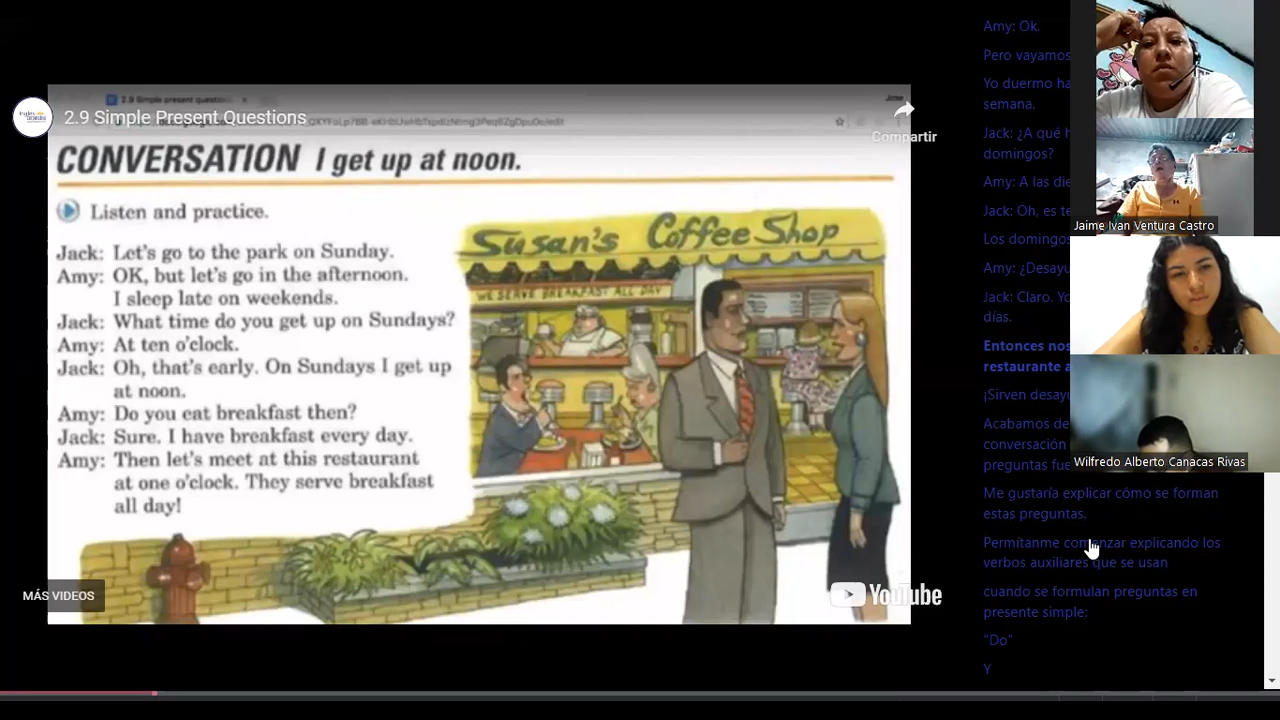 2.9 Simple Present Questions
Compartir
CONVERSATION I get up at noon.
Listen and practice.
Jack: Let's go to the park on Sunday.
Amy: OK, but let's go in the afternoon.
I sleep late on weekends.
Jack: What time do you get up on Sundays?
Amy: At ten o'clock.
Jack: Oh, that's early. On Sundays I get up
at noon.
Amy: Do you eat breakfast then?
Jack: Sure. I have breakfast every day.
Amy: Then let's meet at this restaurant
at one o'clock. They serve breakfast
all day!
Susan's Coffee Shop
WE SERVE BREAKFAST ALL DAY
MÁS VIDEOS
YouTube
Amy: Ok.
Pero vayamos
Yo duermo ha
semana.
Jack: ¿A qué h
domingos?
Amy: A las die
Jack: Oh, es te
Los domingos
Amy: ¿Desayu
Jack: Claro. Yo
días.
Entonces nos
restaurante a
¡Sirven desayu
Acabamos de
conversación
preguntas fue
Me gustaría explicar cómo se forman
estas preguntas.
Permítanme comenzar explicando los
verbos auxiliares que se usan
cuando se formulan preguntas en
presente simple:
"Do"
Y
Jaime Ivan Ventura Castro
Wilfredo Alberto Canacas Rivas